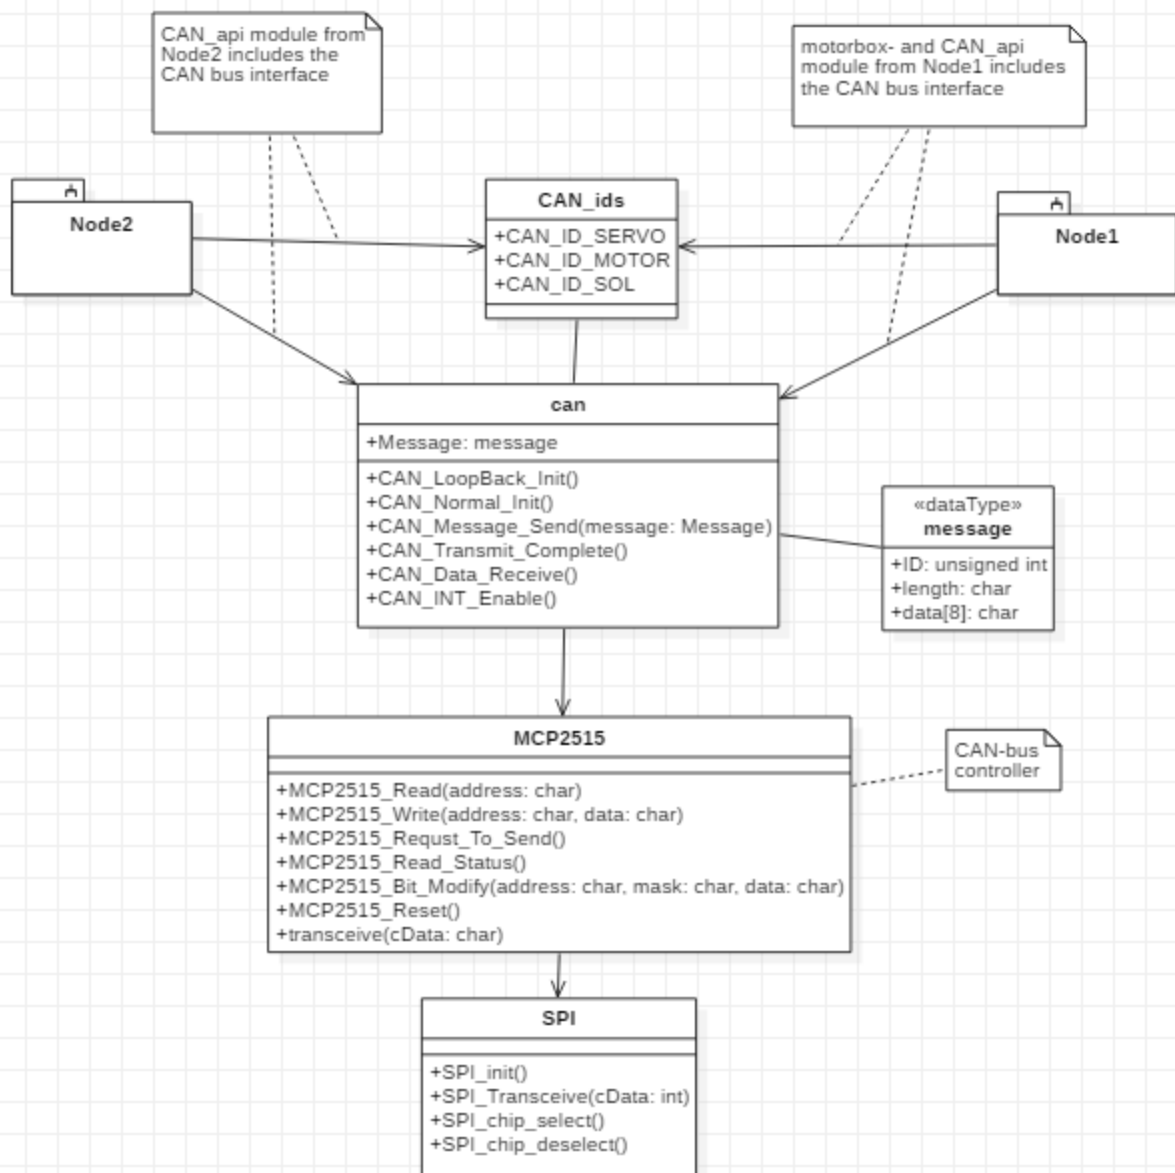 CAN_api module from
Node2 includes the
CAN bus interface
motorbox- and CAN_api
module from Node1 includes
the CAN bus interface
Node2
CAN_ids
+CAN_ID_SERVO
+CAN_ID_MOTOR
+CAN_ID_SOL
Node1
can
+Message: message
+CAN_LoopBack_Init()
+CAN_Normal_Init()
+CAN_Message_Send(message: Message)
+CAN_Transmit_Complete()
+CAN_Data_Receive()
+CAN_INT_Enable()
«dataType»
message
+ID: unsigned int
+length: char
+data[8]: char
MCP2515
+MCP2515_Read(address: char)
+MCP2515_Write(address: char, data: char)
+MCP2515_Requst_To_Send()
+MCP2515_Read_Status()
+MCP2515_Bit_Modify(address: char, mask: char, data: char)
+MCP2515_Reset()
+transceive(cData: char)
CAN-bus
controller
SPI
+SPI_init()
+SPI_Transceive(cData: int)
+SPI_chip_select()
+SPI_chip_deselect()